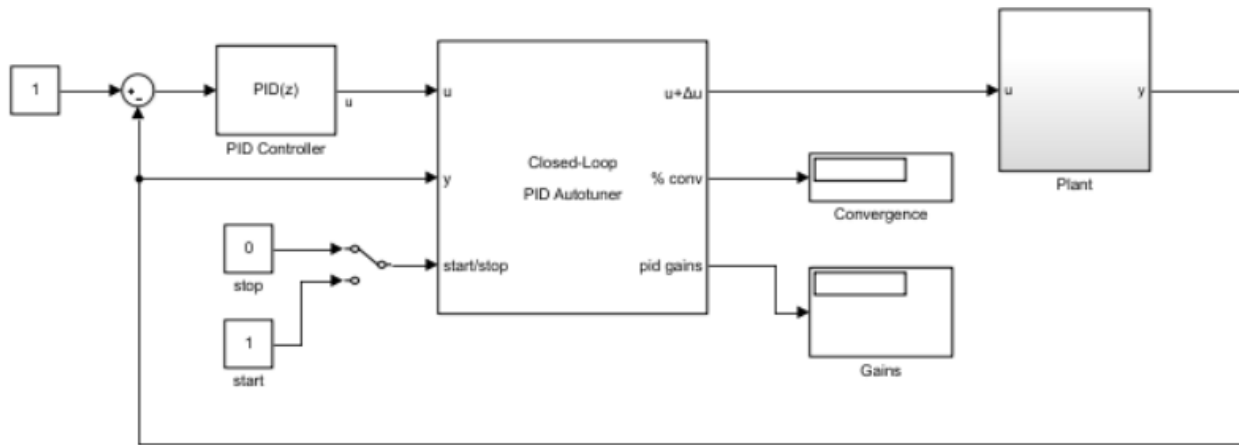 1
+
−
PID(z)
u
PID Controller
u
y
start/stop
Closed-Loop
PID Autotuner
u+Δu
% conv
pid gains
0
stop
1
start
Convergence
Gains
u
y
Plant